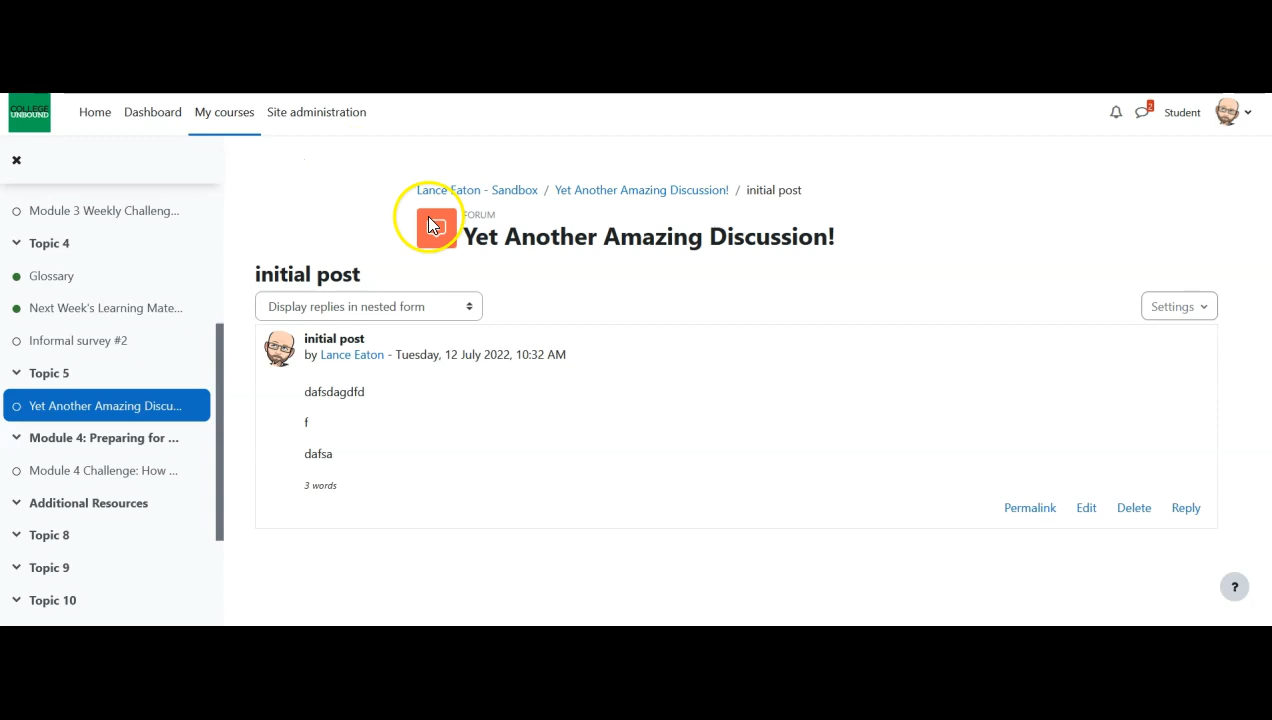 COLLEGE
UNBOUND
Home Dashboard My courses Site administration
2
Student
Module 3 Weekly Challeng...
Topic 4
Glossary
Next Week's Learning Mate...
Informal survey #2
Topic 5
Yet Another Amazing Discu...
Module 4: Preparing for ...
Module 4 Challenge: How ...
Additional Resources
Topic 8
Topic 9
Topic 10
Lance Eaton - Sandbox / Yet Another Amazing Discussion! / initial post
FORUM
Yet Another Amazing Discussion!
initial post
Display replies in nested form
Settings
initial post
by Lance Eaton - Tuesday, 12 July 2022, 10:32 AM
dafsdagdfd
f
dafsa
3 words
Permalink Edit Delete Reply
?